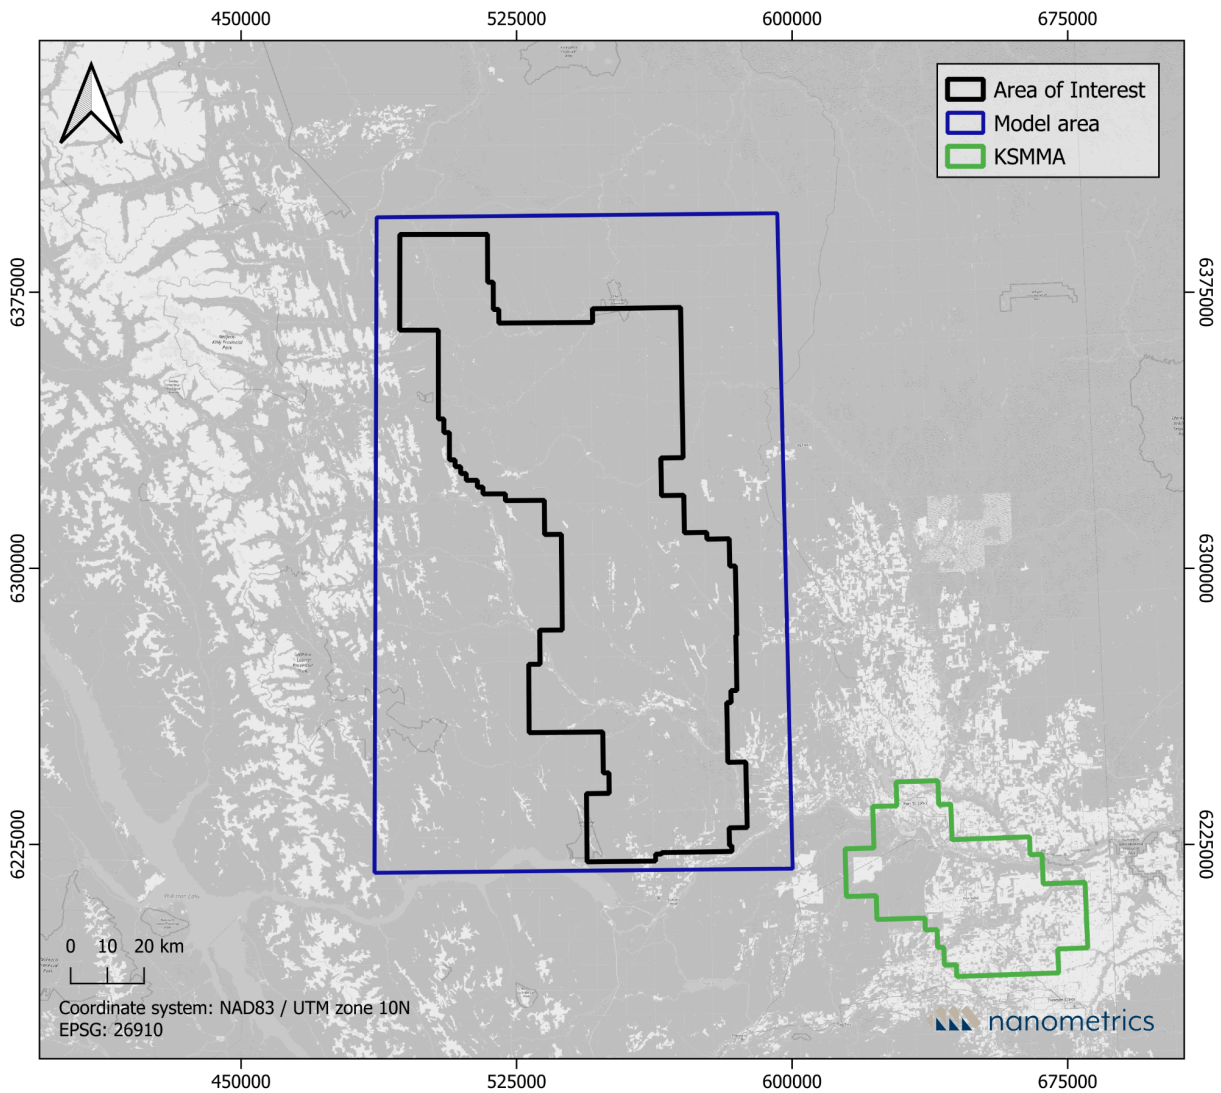 450000 525000 600000 675000
Area of Interest
Model area
KSMMA
6375000 6375000
6300000 6300000
6225000 6225000
0 10 20 km
Coordinate system: NAD83 / UTM zone 10N
EPSG: 26910
nanometrics
450000 525000 600000 675000